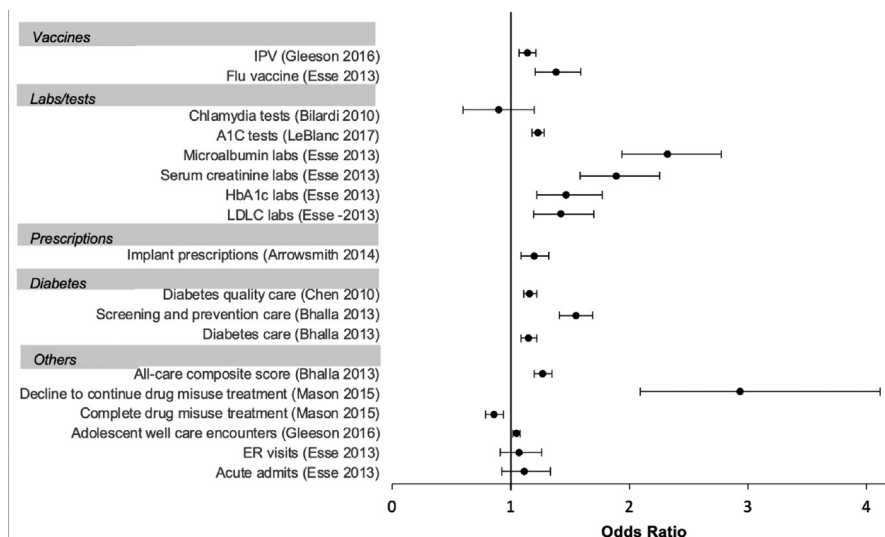 Vaccines
IPV (Gleeson 2016)
Flu vaccine (Esse 2013)
Labs/tests
Chlamydia tests (Bilardi 2010)
A1C tests (LeBlanc 2017)
Microalbumin labs (Esse 2013)
Serum creatinine labs (Esse 2013)
HbA1c labs (Esse 2013)
LDLC labs (Esse -2013)
Prescriptions
Implant prescriptions (Arrowsmith 2014)
Diabetes
Diabetes quality care (Chen 2010)
Screening and prevention care (Bhalla 2013)
Diabetes care (Bhalla 2013)
Others
All-care composite score (Bhalla 2013)
Decline to continue drug misuse treatment (Mason 2015)
Complete drug misuse treatment (Mason 2015)
Adolescent well care encounters (Gleeson 2016)
ER visits (Esse 2013)
Acute admits (Esse 2013)
0 1 2 3 4
Odds Ratio